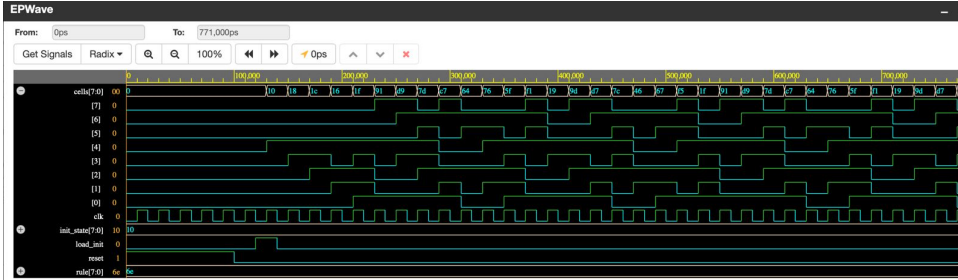 EPWave
From: 0ps To: 771,000ps
Get Signals Radix 100% 0ps
0 100,000 200,000 300,000 400,000 500,000 600,000 700,000
cells[7:0] 00 0 10 18 1c 16 1f 91 d9 7d c7 64 76 5f f1 19 9d d7 7c 46 67 f5 1f 91 d9 7d c7 64 76 5f f1 19 9d d7
[7] 0
[6] 0
[5] 0
[4] 0
[3] 0
[2] 0
[1] 0
[0] 0
clk 0
init_state[7:0] 10 10
load_init 0
reset 1
rule[7:0] 6e 6e